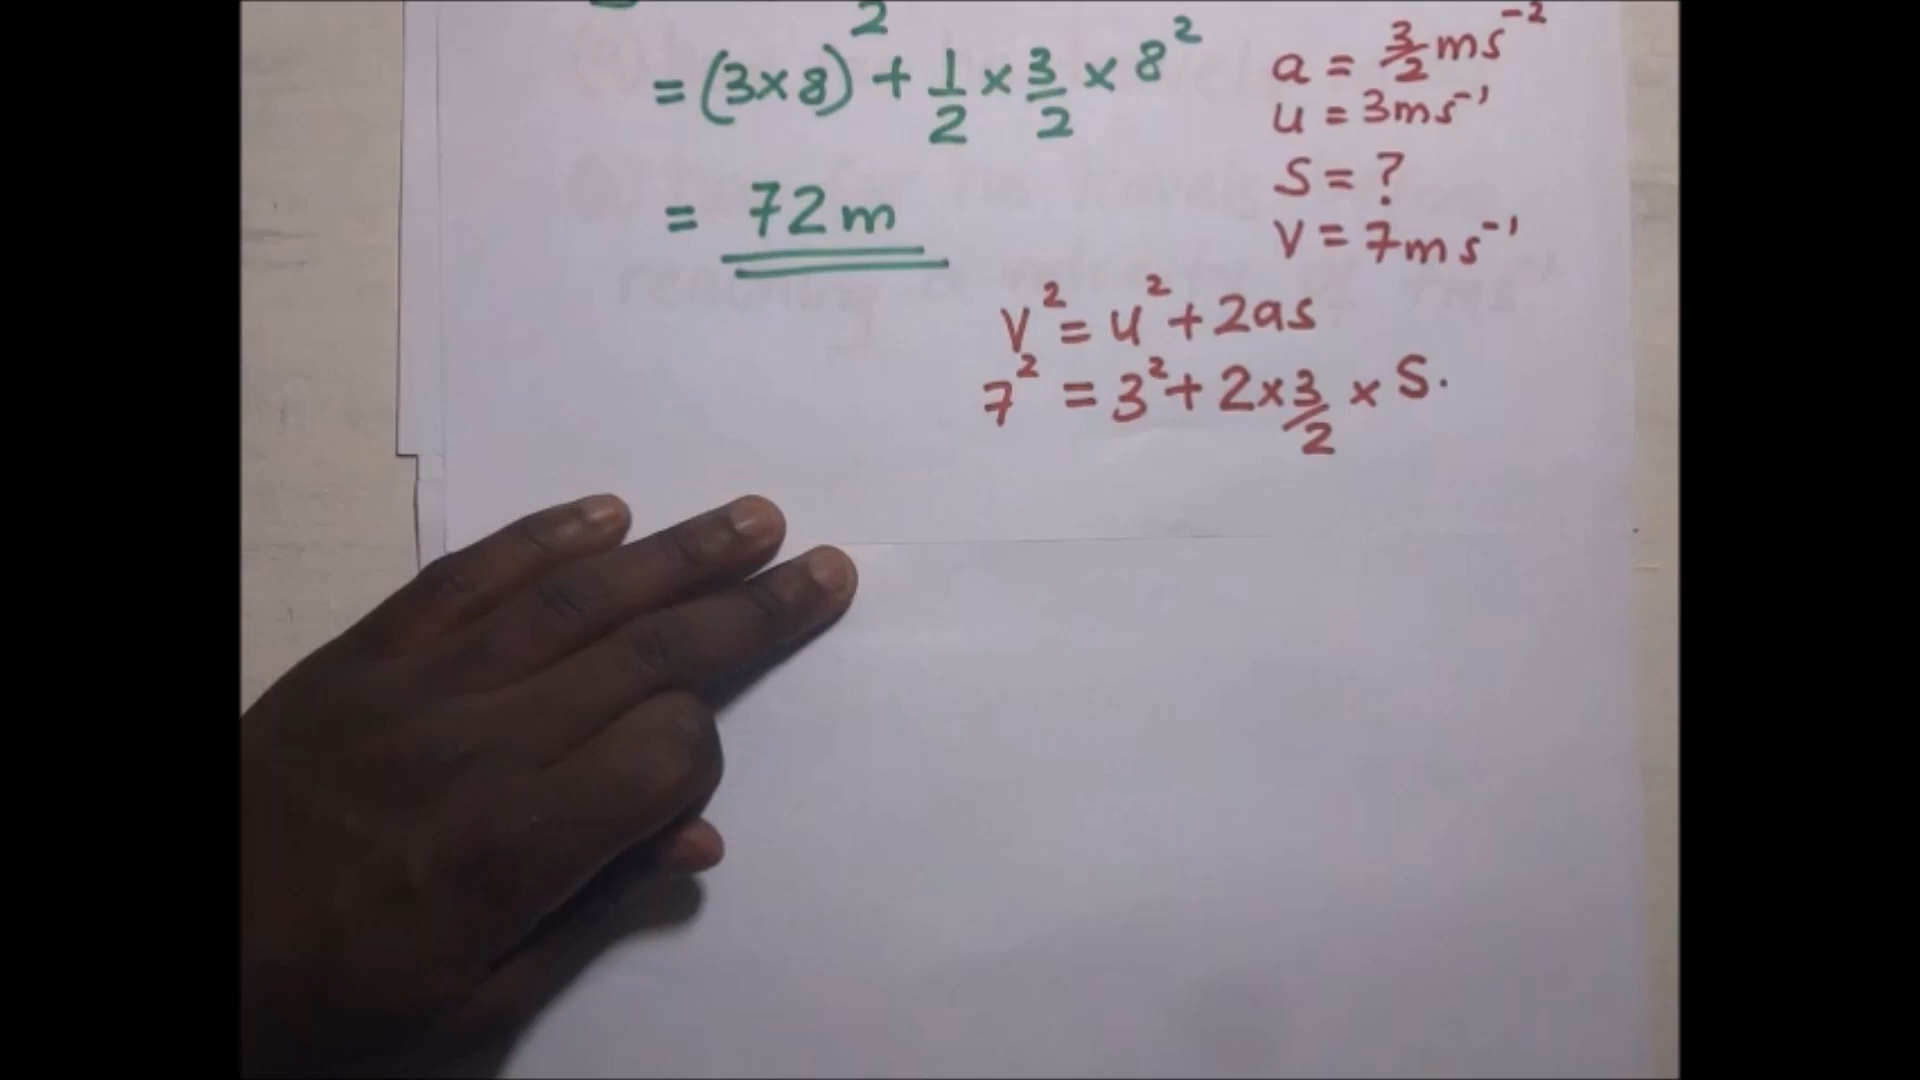 2
= (3×8) + 1/2 × 3/2 × 8²
= 72m
a = 3/2 ms⁻²
u = 3ms⁻¹
S = ?
V = 7ms⁻¹
V² = u² + 2as
7² = 3² + 2×3/2 × S.